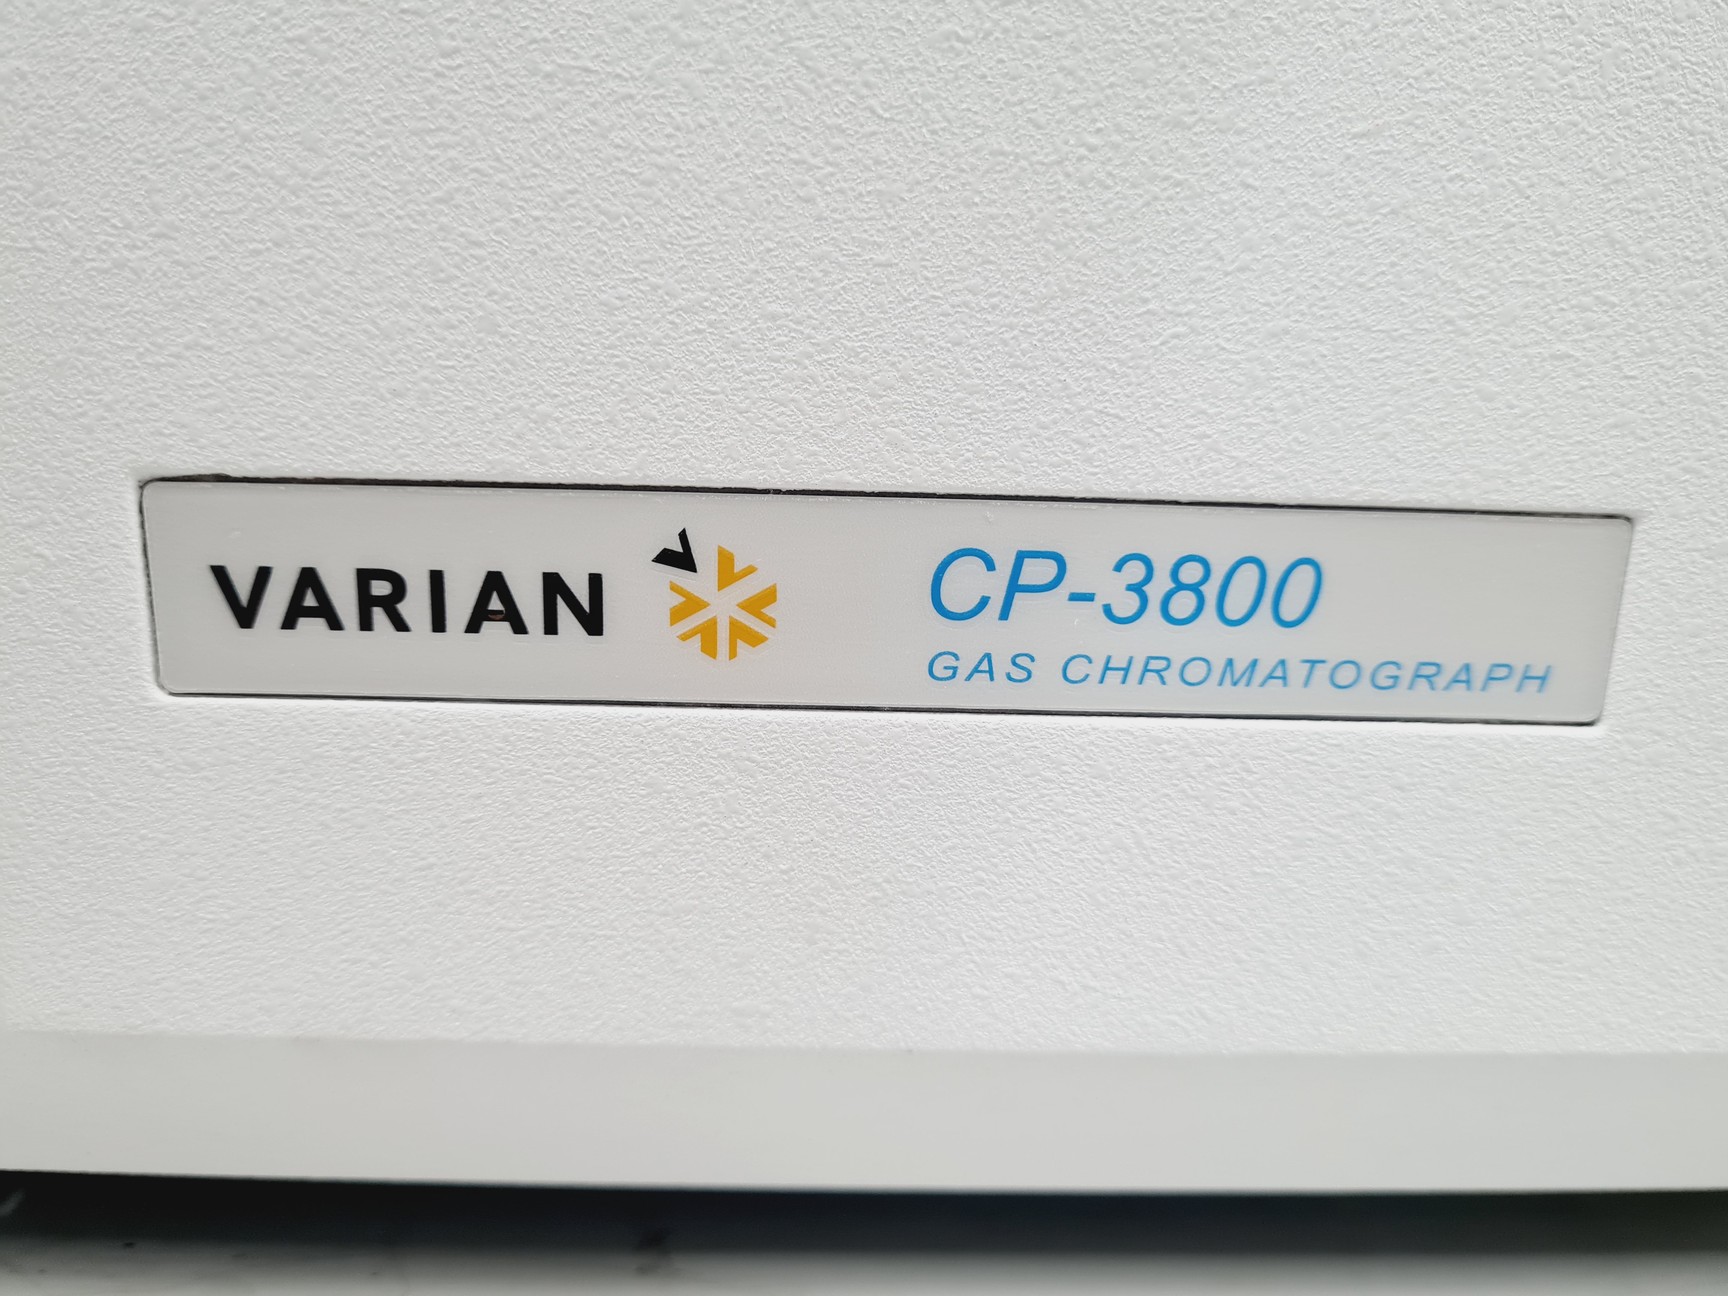 VARIAN
CP-3800
GAS CHROMATOGRAPH